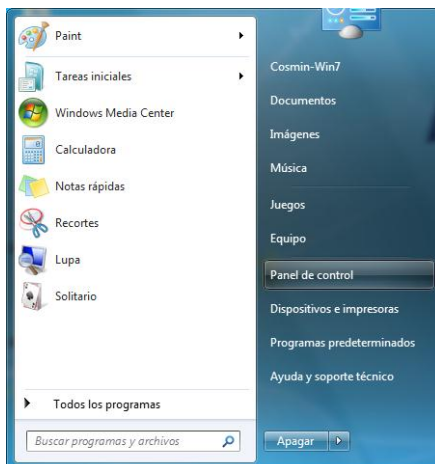 Paint
Tareas iniciales
Windows Media Center
Calculadora
Notas rápidas
Recortes
Lupa
Solitario
Todos los programas
Buscar programas y archivos
Cosmin-Win7
Documentos
Imágenes
Música
Juegos
Equipo
Panel de control
Dispositivos e impresoras
Programas predeterminados
Ayuda y soporte técnico
Apagar